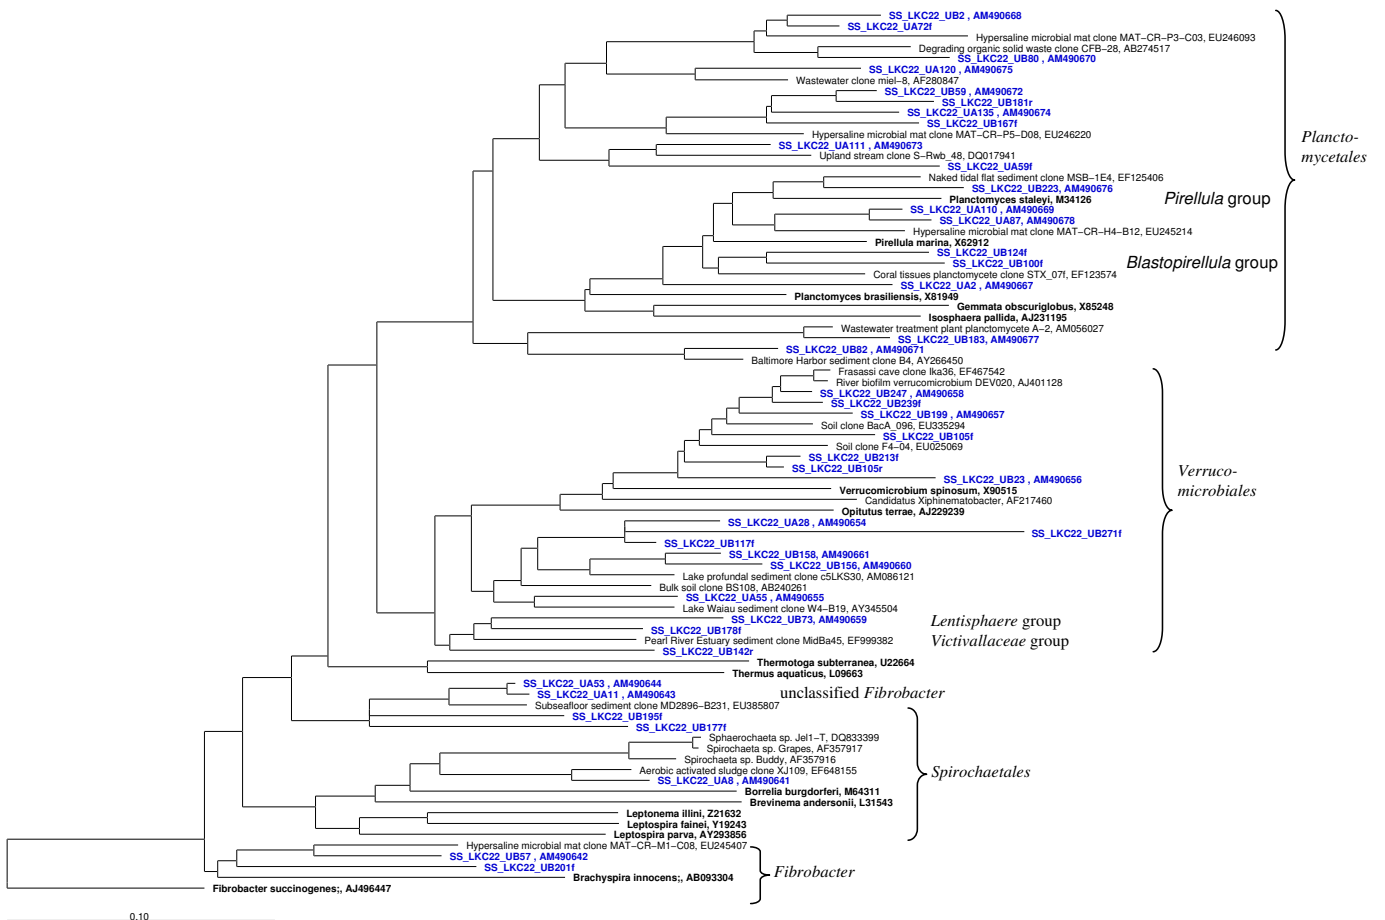 SS_LKC22_UB2 , AM490668
SS_LKC22_UA72f
Hypersaline microbial mat clone MAT−CR−P3−C03, EU246093
Degrading organic solid waste clone CFB−28, AB274517
SS_LKC22_UB80 , AM490670
SS_LKC22_UA120 , AM490675
Wastewater clone miel−8, AF280847
SS_LKC22_UB59 , AM490672
SS_LKC22_UB181r
SS_LKC22_UA135 , AM490674
SS_LKC22_UB167f
Hypersaline microbial mat clone MAT−CR−P5−D08, EU246220
Plancto-
mycetales
SS_LKC22_UA111 , AM490673
Upland stream clone S−Rwb_48, DQ017941
SS_LKC22_UA59f
Naked tidal flat sediment clone MSB−1E4, EF125406
SS_LKC22_UB223, AM490676
Planctomyces staleyi, M34126
Pirellula group
SS_LKC22_UA110 , AM490669
SS_LKC22_UA87 , AM490678
Hypersaline microbial mat clone MAT−CR−H4−B12, EU245214
Pirellula marina, X62912
SS_LKC22_UB124f
SS_LKC22_UB100f
Blastopirellula group
Coral tissues planctomycete clone STX_07f, EF123574
SS_LKC22_UA2 , AM490667
Planctomyces brasiliensis, X81949
Gemmata obscuriglobus, X85248
Isosphaera pallida, AJ231195
Wastewater treatment plant planctomycete A−2, AM056027
SS_LKC22_UB183, AM490677
SS_LKC22_UB82 , AM490671
Baltimore Harbor sediment clone B4, AY266450
Frasassi cave clone lka36, EF467542
River biofilm verrucomicrobium DEV020, AJ401128
SS_LKC22_UB247 , AM490658
SS_LKC22_UB239f
SS_LKC22_UB199 , AM490657
Soil clone BacA_096, EU335294
SS_LKC22_UB105f
Soil clone F4−04, EU025069
SS_LKC22_UB213f
SS_LKC22_UB105r
Verruco-
microbiales
SS_LKC22_UB23 , AM490656
Verrucomicrobium spinosum, X90515
Candidatus Xiphinematobacter, AF217460
Opitutus terrae, AJ229239
SS_LKC22_UA28 , AM490654
SS_LKC22_UB271f
SS_LKC22_UB117f
SS_LKC22_UB158, AM490661
SS_LKC22_UB156, AM490660
Lake profundal sediment clone c5LKS30, AM086121
Bulk soil clone BS108, AB240261
SS_LKC22_UA55 , AM490655
Lake Waiau sediment clone W4−B19, AY345504
SS_LKC22_UB73, AM490659
Lentisphaere group
SS_LKC22_UB178f
Pearl River Estuary sediment clone MidBa45, EF999382
Victivallaceae group
SS_LKC22_UB142r
Thermotoga subterranea, U22664
Thermus aquaticus, L09663
SS_LKC22_UA53 , AM490644
SS_LKC22_UA11 , AM490643
unclassified Fibrobacter
Subseafloor sediment clone MD2896−B231, EU385807
SS_LKC22_UB195f
SS_LKC22_UB177f
Sphaerochaeta sp. Jel1−T, DQ833399
Spirochaeta sp. Grapes, AF357917
Spirochaeta sp. Buddy, AF357916
Aerobic activated sludge clone XJ109, EF648155
Spirochaetales
SS_LKC22_UA8 , AM490641
Borrelia burgdorferi, M64311
Brevinema andersonii, L31543
Leptonema illini, Z21632
Leptospira fainei, Y19243
Leptospira parva, AY293856
Hypersaline microbial mat clone MAT−CR−M1−C08, EU245407
SS_LKC22_UB57 , AM490642
SS_LKC22_UB201f
Fibrobacter
Brachyspira innocens;, AB093304
Fibrobacter succinogenes;, AJ496447
0.10